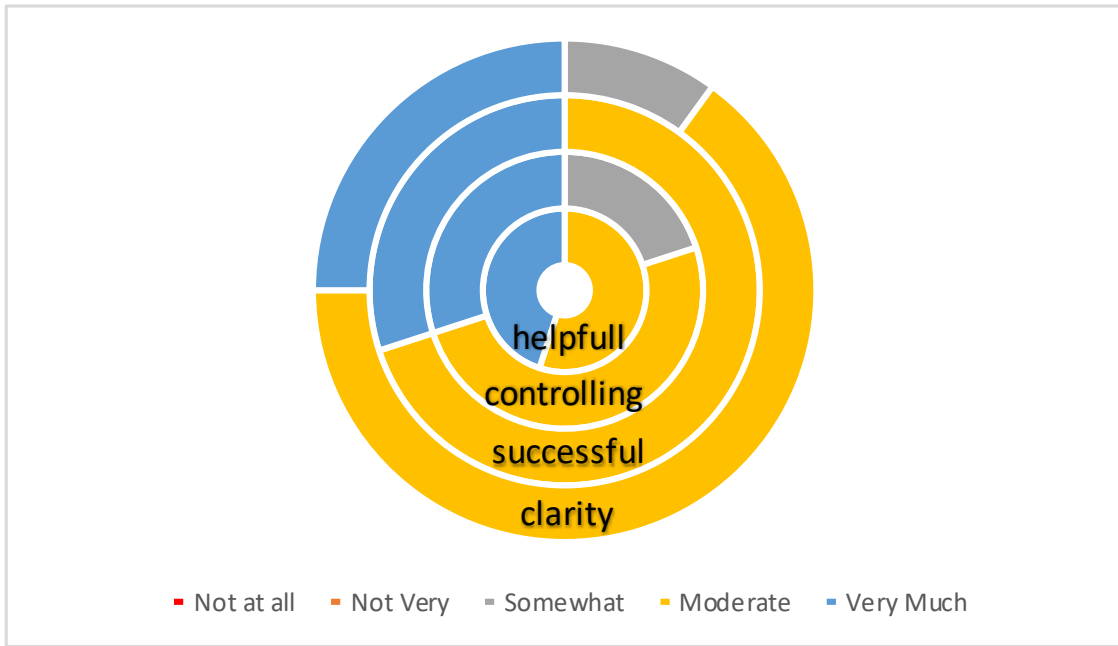 helpfull
controlling
successful
clarity
Not at all Not Very Somewhat Moderate Very Much